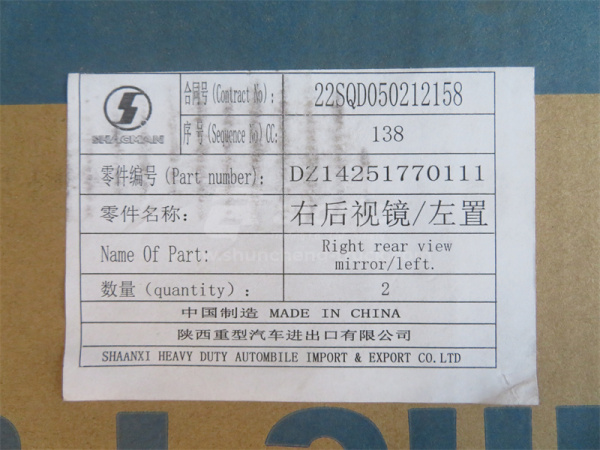 SHACMAN
合同号(Contract No): 22SQD050212158
序 号(Sequence No)CC: 138
零件编号(Part number): DZ14251770111
零件名称: 右后视镜/左置
Name Of Part: Right rear view
mirror/left.
数量(quantity): 2
中国制造 MADE IN CHINA
陕西重型汽车进出口有限公司
SHAANXI HEAVY DUTY AUTOMBILE IMPORT & EXPORT CO.LTD